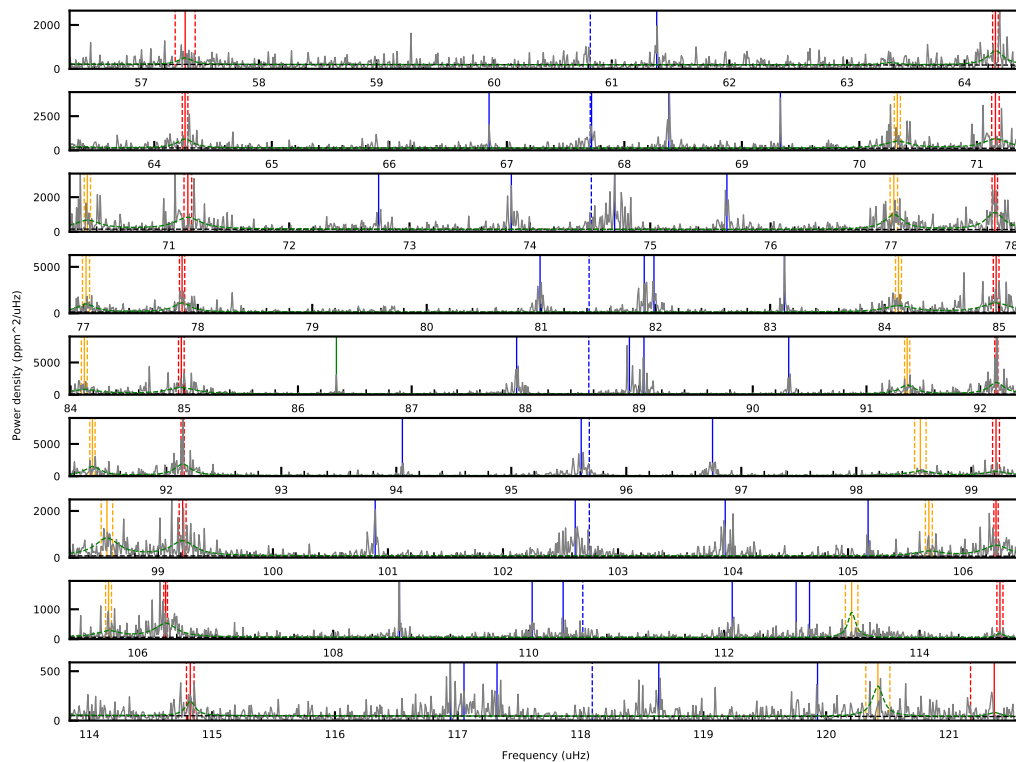 2000
0
57 58 59 60 61 62 63 64
2500
0
64 65 66 67 68 69 70 71
2000
0
71 72 73 74 75 76 77 78
5000
0
77 78 79 80 81 82 83 84 85
5000
0
84 85 86 87 88 89 90 91 92
5000
0
92 93 94 95 96 97 98 99
2000
0
99 100 101 102 103 104 105 106
1000
0
106 108 110 112 114
500
0
114 115 116 117 118 119 120 121
Frequency (uHz)
Power density (ppm^2/uHz)